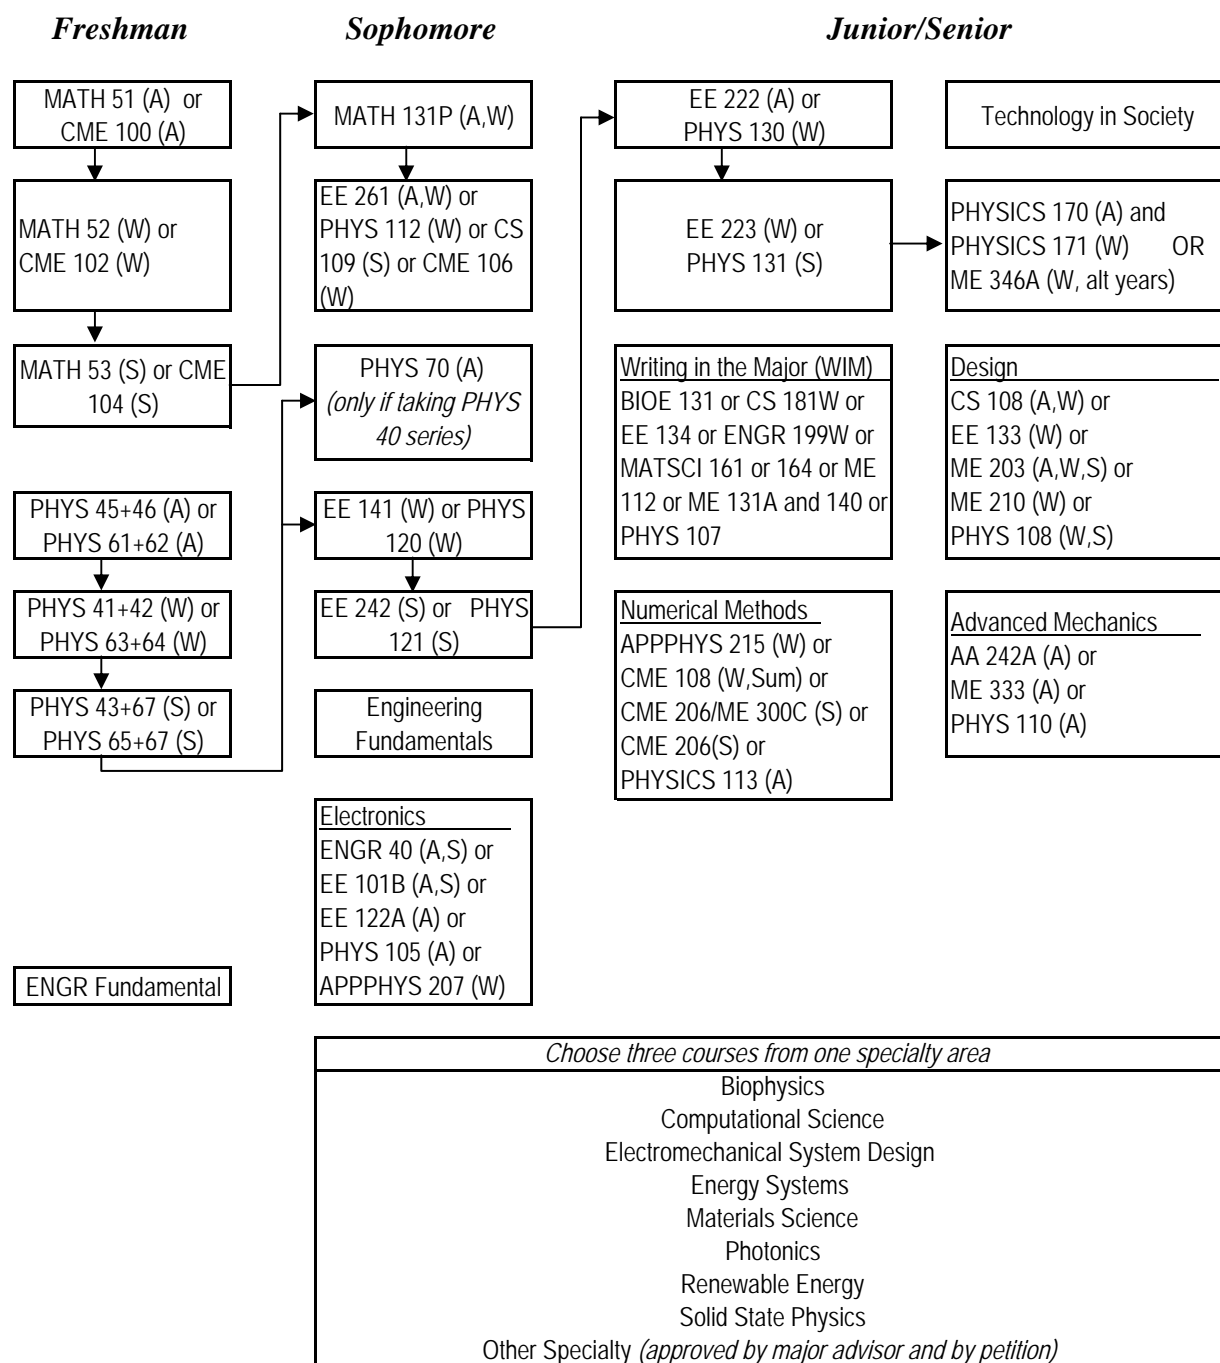 Freshman
Sophomore
Junior/Senior
MATH 51 (A) or
CME 100 (A)
MATH 52 (W) or
CME 102 (W)
MATH 53 (S) or CME
104 (S)
PHYS 45+46 (A) or
PHYS 61+62 (A)
PHYS 41+42 (W) or
PHYS 63+64 (W)
PHYS 43+67 (S) or
PHYS 65+67 (S)
ENGR Fundamental
MATH 131P (A,W)
EE 261 (A,W) or
PHYS 112 (W) or CS
109 (S) or CME 106
(W)
PHYS 70 (A)
(only if taking PHYS
40 series)
EE 141 (W) or PHYS
120 (W)
EE 242 (S) or PHYS
121 (S)
Engineering
Fundamentals
Electronics
ENGR 40 (A,S) or
EE 101B (A,S) or
EE 122A (A) or
PHYS 105 (A) or
APPPHYS 207 (W)
EE 222 (A) or
PHYS 130 (W)
EE 223 (W) or
PHYS 131 (S)
Writing in the Major (WIM)
BIOE 131 or CS 181W or
EE 134 or ENGR 199W or
MATSCI 161 or 164 or ME
112 or ME 131A and 140 or
PHYS 107
Numerical Methods
APPPHYS 215 (W) or
CME 108 (W,Sum) or
CME 206/ME 300C (S) or
CME 206(S) or
PHYSICS 113 (A)
Technology in Society
PHYSICS 170 (A) and
PHYSICS 171 (W) OR
ME 346A (W, alt years)
Design
CS 108 (A,W) or
EE 133 (W) or
ME 203 (A,W,S) or
ME 210 (W) or
PHYS 108 (W,S)
Advanced Mechanics
AA 242A (A) or
ME 333 (A) or
PHYS 110 (A)
Choose three courses from one specialty area
Biophysics
Computational Science
Electromechanical System Design
Energy Systems
Materials Science
Photonics
Renewable Energy
Solid State Physics
Other Specialty (approved by major advisor and by petition)